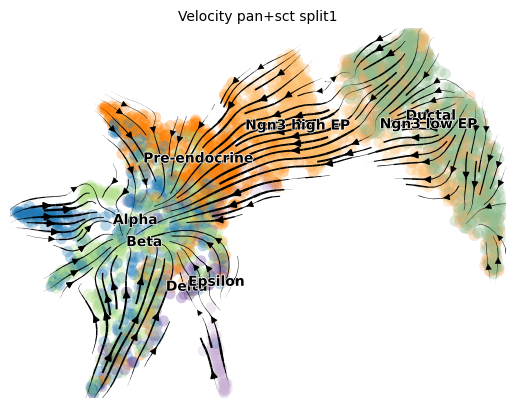 Velocity pan+sct split1
Ductal
Ngn3 high EP
Ngn3 low EP
Pre-endocrine
Alpha
Beta
Epsilon
Delta